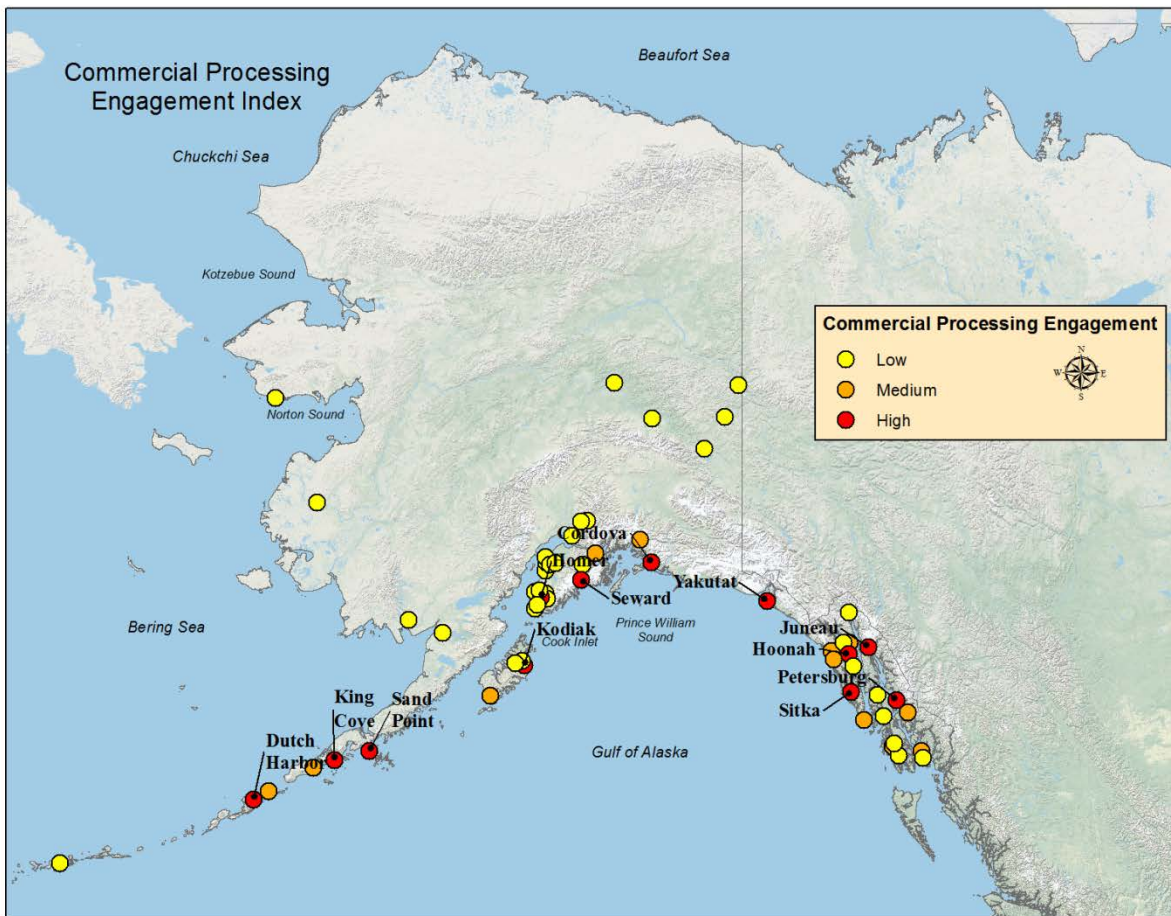 Commercial Processing
Engagement Index
Beaufort Sea
Chuckchi Sea
Kotzebue Sound
Commercial Processing Engagement
Low
Medium
High
N
W
E
S
Norton Sound
Cordova
Homer
Seward
Yakutat
Prince William
Sound
Bering Sea
Kodiak
Cook Inlet
Juneau
Hoonah
Petersburg
Sitka
King
Cove
Sand
Point
Dutch
Harbor
Gulf of Alaska